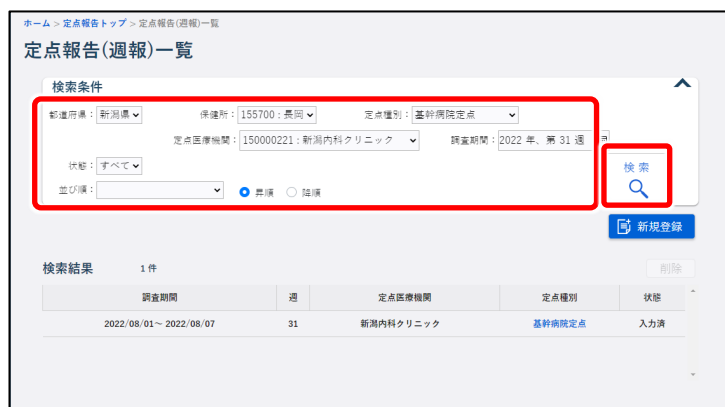 ホーム > 定点報告トップ > 定点報告(週報)一覧
定点報告(週報)一覧
検索条件
都道府県：新潟県 保健所：155700：長岡 定点種別：基幹病院定点
定点医療機関：150000221：新潟内科クリニック 調査期間：2022 年、第 31 週
状態：すべて
並び順： 昇順 降順
検索
新規登録
検索結果 1 件 削除
調査期間 週 定点医療機関 定点種別 状態
2022/08/01～ 2022/08/07 31 新潟内科クリニック 基幹病院定点 入力済